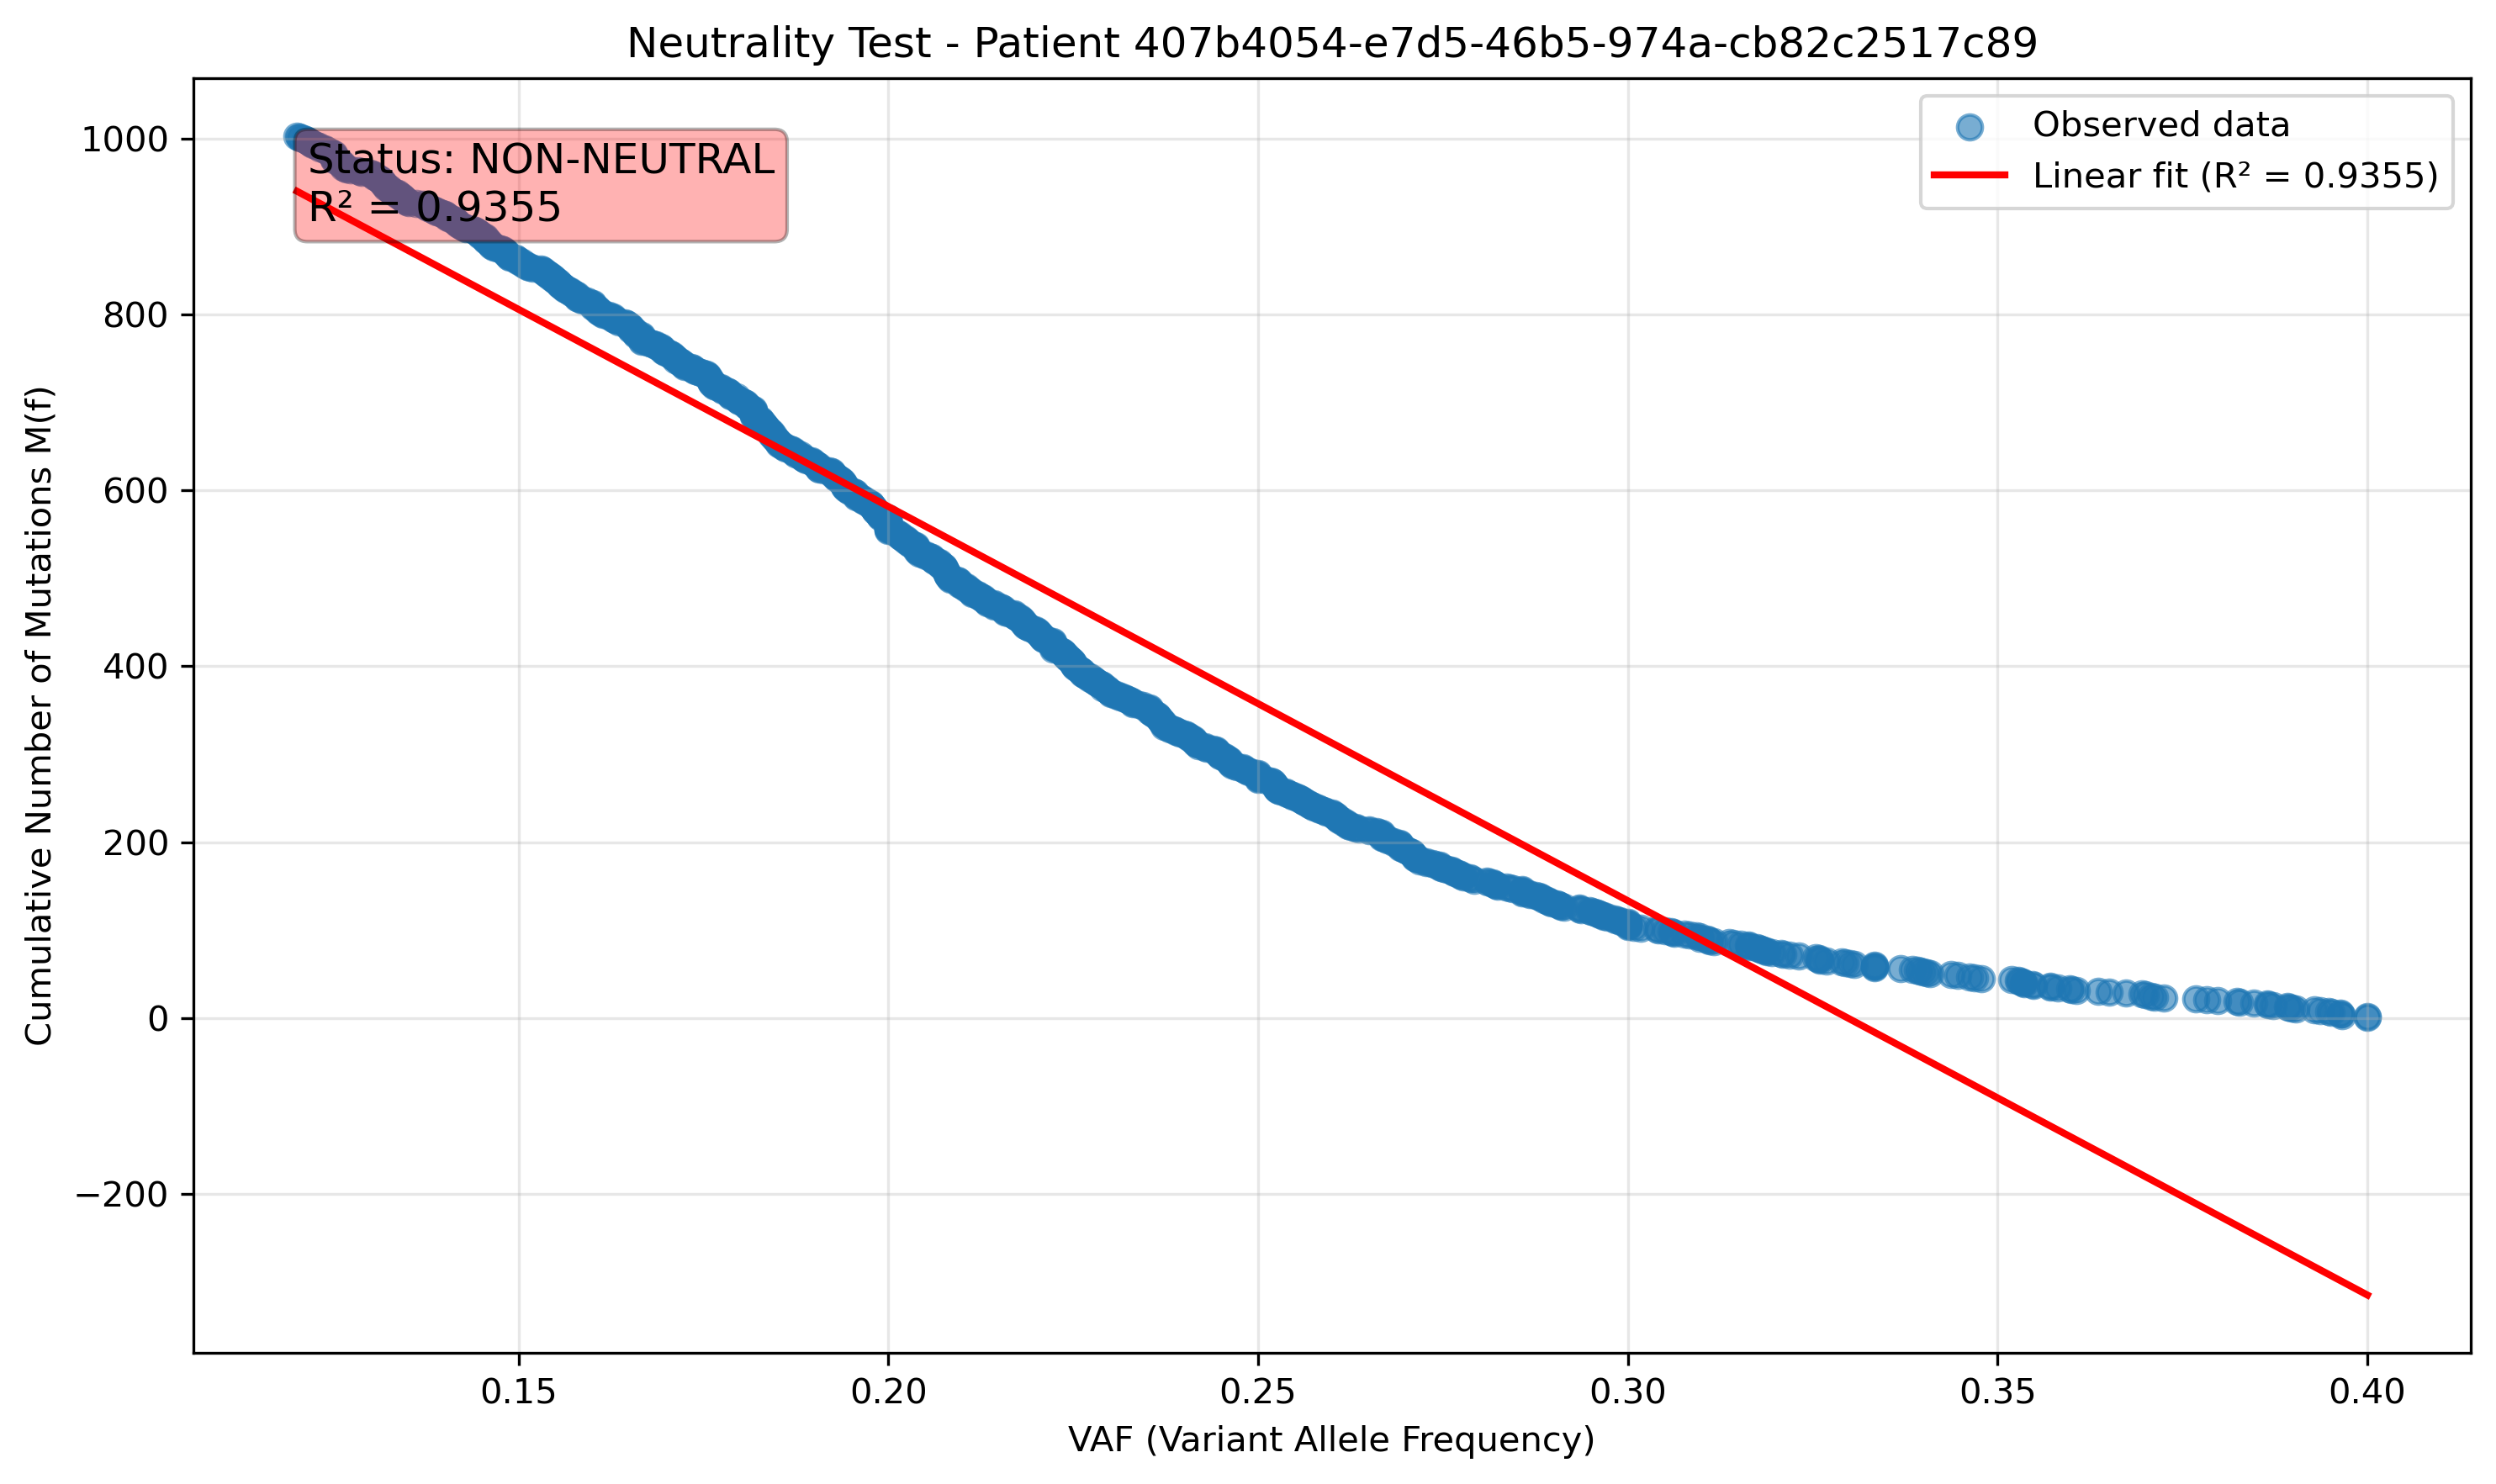 Neutrality Test - Patient 407b4054-e7d5-46b5-974a-cb82c2517c89
Status: NON-NEUTRAL
R² = 0.9355
Observed data
Linear fit (R² = 0.9355)
Cumulative Number of Mutations M(f)
1000
800
600
400
200
0
−200
0.15
0.20
0.25
0.30
0.35
0.40
VAF (Variant Allele Frequency)